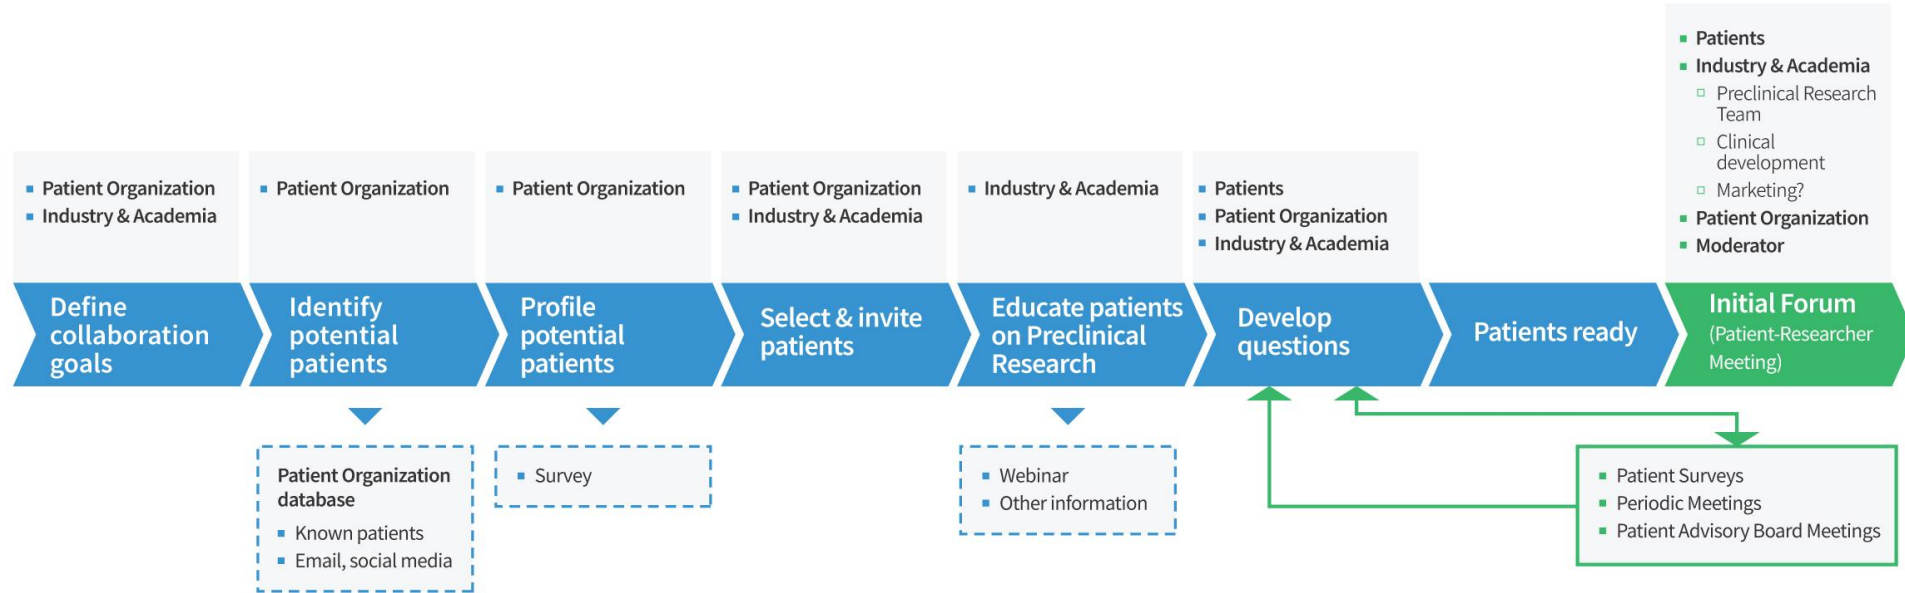 Patient Organization
Industry & Academia
Define
collaboration
goals
Patient Organization
Identify
potential
patients
Patient Organization
database
Known patients
Email, social media
Patient Organization
Profile
potential
patients
Survey
Patient Organization
Industry & Academia
Select & invite
patients
Industry & Academia
Educate patients
on Preclinical
Research
Webinar
Other information
Patients
Patient Organization
Industry & Academia
Develop
questions
Patients ready
Patients
Industry & Academia
Preclinical Research
Team
Clinical
development
Marketing?
Patient Organization
Moderator
Initial Forum
(Patient-Researcher
Meeting)
Patient Surveys
Periodic Meetings
Patient Advisory Board Meetings